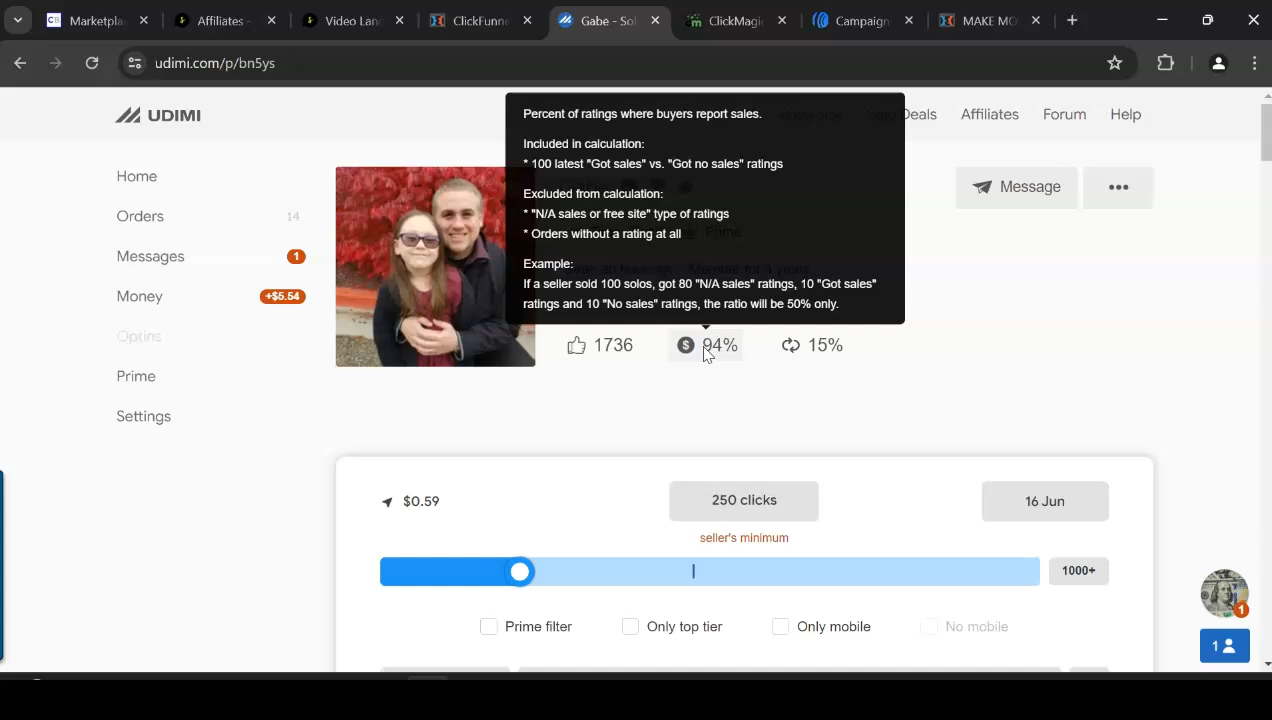 Marketpla
Affiliates -
Video Lan
ClickFunne
Gabe - Sol
ClickMagi
Campaign
MAKE MO
udimi.com/p/bn5ys
UDIMI
Deals
Affiliates
Forum
Help
Home
Orders 14
Messages 1
Money +$5.54
Optins
Prime
Settings
Percent of ratings where buyers report sales.
Included in calculation:
* 100 latest "Got sales" vs. "Got no sales" ratings
Excluded from calculation:
* "N/A sales or free site" type of ratings
* Orders without a rating at all
Example:
If a seller sold 100 solos, got 80 "N/A sales" ratings, 10 "Got sales"
ratings and 10 "No sales" ratings, the ratio will be 50% only.
Message
1736
$ 94%
15%
$0.59
250 clicks
16 Jun
seller's minimum
1000+
Prime filter
Only top tier
Only mobile
No mobile
1
1